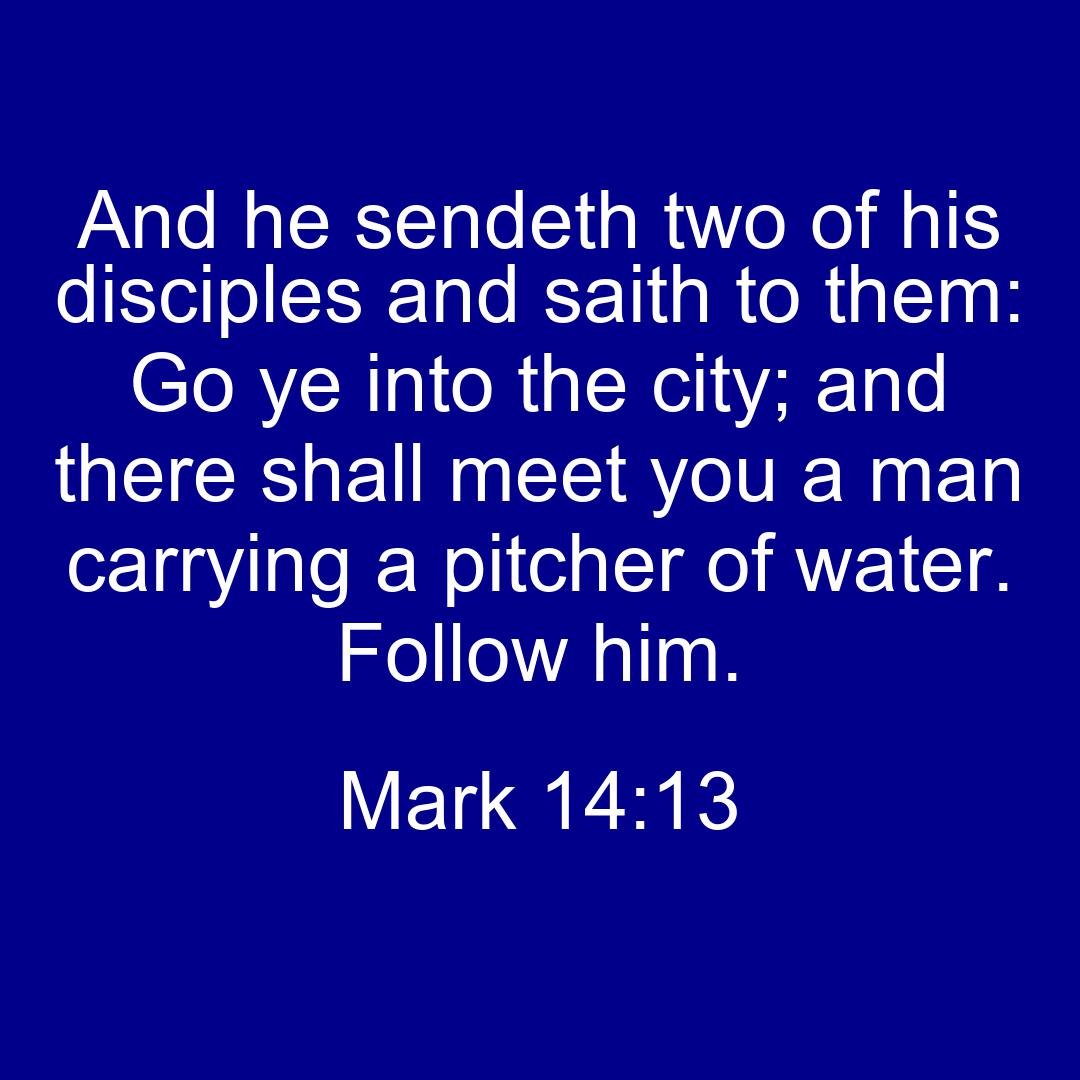 And he sendeth two of his
disciples and saith to them:
Go ye into the city; and
there shall meet you a man
carrying a pitcher of water.
Follow him.
Mark 14:13